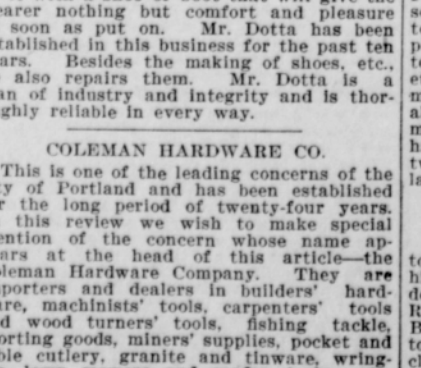 earer nothing but comfort and pleasure
soon as put on. Mr. Dotta has been
tablished in this business for the past ten
ars. Besides the making of shoes, etc.,
also repairs them. Mr. Dotta is a
an of industry and integrity and is thor-
ghly reliable in every way.
COLEMAN HARDWARE CO.
This is one of the leading concerns of the
ty of Portland and has been established
r the long period of twenty-four years.
this review we wish to make special
ention of the concern whose name ap-
ars at the head of this article—the
leman Hardware Company. They are
porters and dealers in builders' hard-
are, machinists' tools, carpenters' tools
d wood turners' tools, fishing tackle,
orting goods, miners' supplies, pocket and
ble cutlery, granite and tinware, wring-